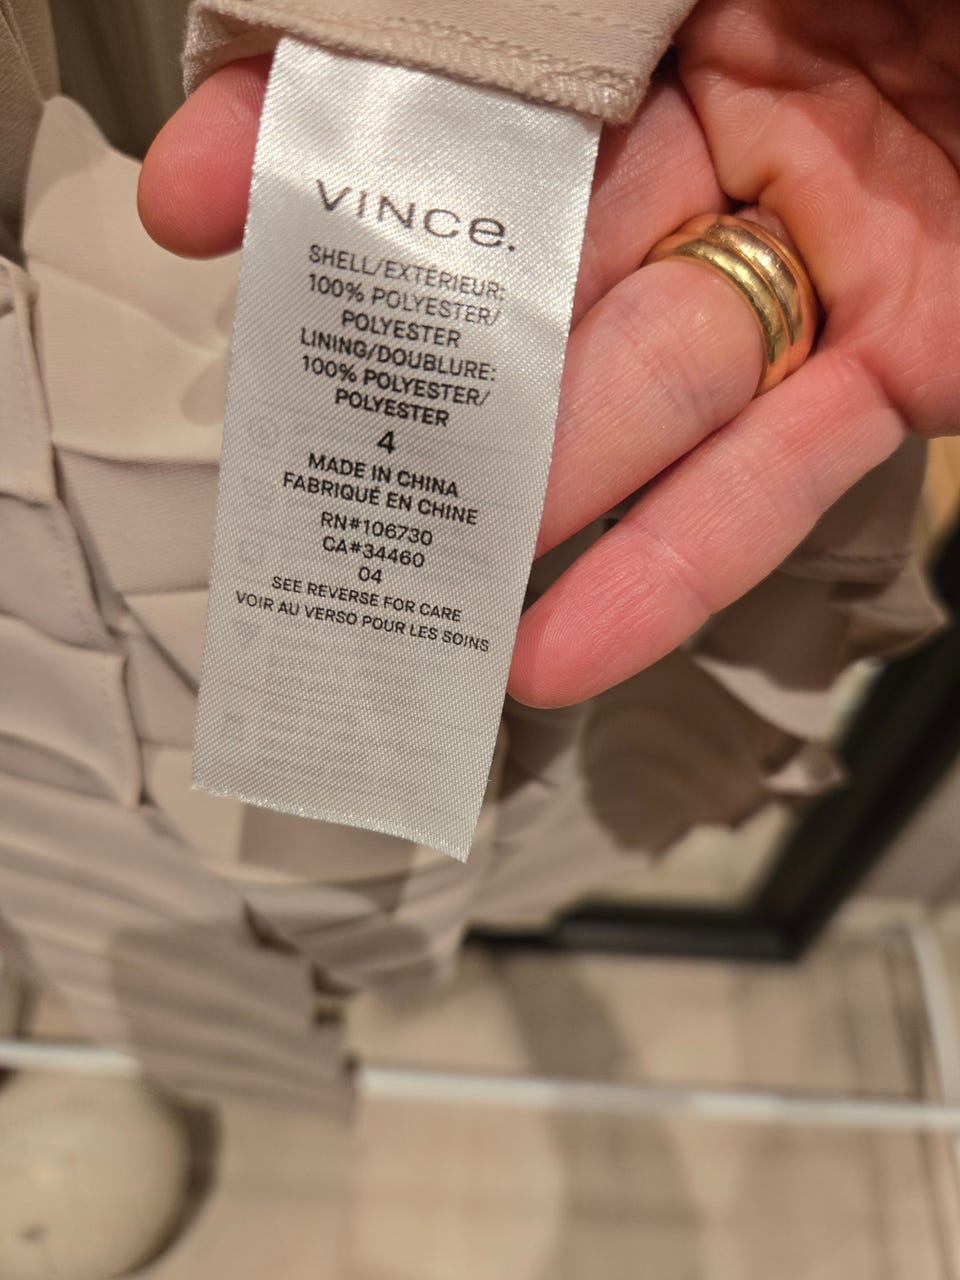 VINCe.
SHELL/EXTÉRIEUR:
100% POLYESTER/
POLYESTER
LINING/DOUBLURE:
100% POLYESTER/
POLYESTER
4
MADE IN CHINA
FABRIQUÉ EN CHINE
RN#106730
CA#34460
04
SEE REVERSE FOR CARE
VOIR AU VERSO POUR LES SOINS